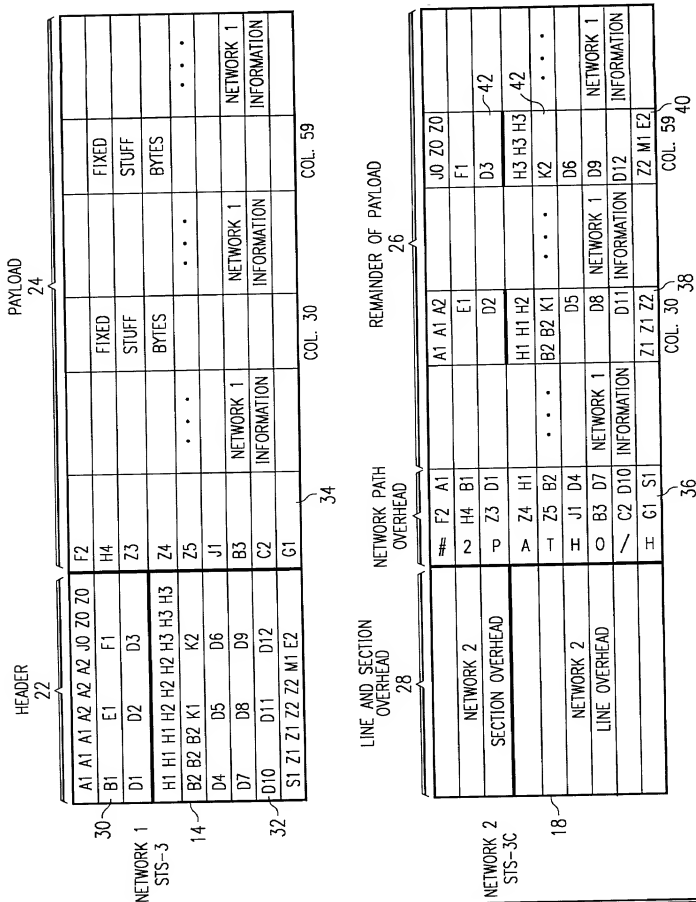 HEADER
22
PAYLOAD
24
A1 A1 A1 A2 A2 A2 J0 Z0 Z0
F2
B1 E1 F1
H4
FIXED
FIXED
D1 D2 D3
Z3
STUFF
STUFF
H1 H1 H1 H2 H2 H2 H3 H3 H3
Z4
BYTES
BYTES
B2 B2 B2 K1 K2
Z5
. . .
. . .
. . .
D4 D5 D6
J1
D7 D8 D9
B3
NETWORK 1
NETWORK 1
NETWORK 1
D10 D11 D12
C2
INFORMATION
INFORMATION
INFORMATION
S1 Z1 Z1 Z2 Z2 M1 E2
G1
30
NETWORK 1
STS-3
14
32
34
COL. 30
COL. 59
LINE AND SECTION
OVERHEAD
28
NETWORK PATH
OVERHEAD
REMAINDER OF PAYLOAD
26
# F2 A1
A1 A1 A2
J0 Z0 Z0
NETWORK 2
2 H4 B1
E1
F1
SECTION OVERHEAD
P Z3 D1
D2
D3
42
A Z4 H1
H1 H1 H2
H3 H3 H3
T Z5 B2
. . .
B2 B2 K1
. . .
K2
42
. . .
NETWORK 2
H J1 D4
D5
D6
LINE OVERHEAD
O B3 D7
NETWORK 1
D8
NETWORK 1
D9
NETWORK 1
/ C2 D10
INFORMATION
D11
INFORMATION
D12
INFORMATION
H G1 S1
Z1 Z1 Z2
Z2 M1 E2
NETWORK 2
STS-3C
18
36
COL. 30
38
COL. 59
40